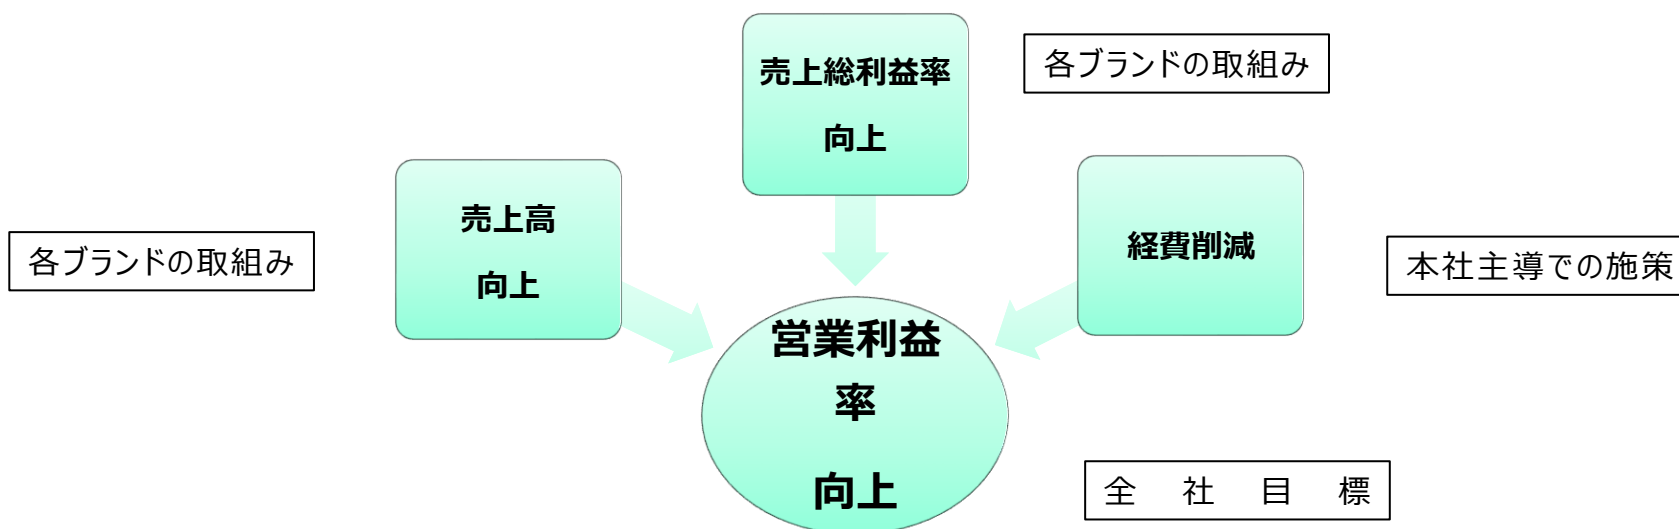 売上総利益率
向上
各ブランドの取組み
売上高
向上
各ブランドの取組み
経費削減
本社主導での施策
営業利益
率
向上
全社目標